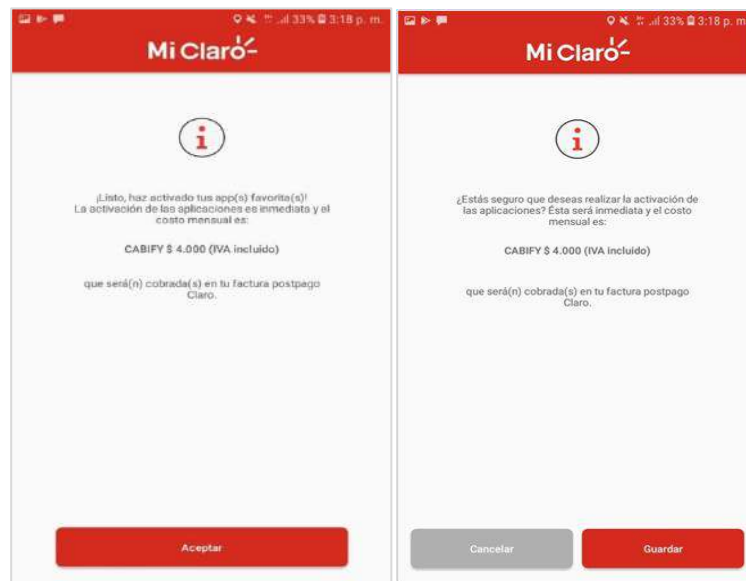 33% 3:18 p. m.
Mi Claro
¡Listo, haz activado tus app(s) favorita(s)!
La activación de las aplicaciones es inmediata y el
costo mensual es:
CABIFY $ 4.000 (IVA incluido)
que será(n) cobrada(s) en tu factura postpago
Claro.
Aceptar
33% 3:18 p. m
Mi Claro
¿Estás seguro que deseas realizar la activación de
las aplicaciones? Ésta será inmediata y el costo
mensual es:
CABIFY $ 4.000 (IVA incluido)
que será(n) cobrada(s) en tu factura postpago
Claro.
Cancelar
Guardar